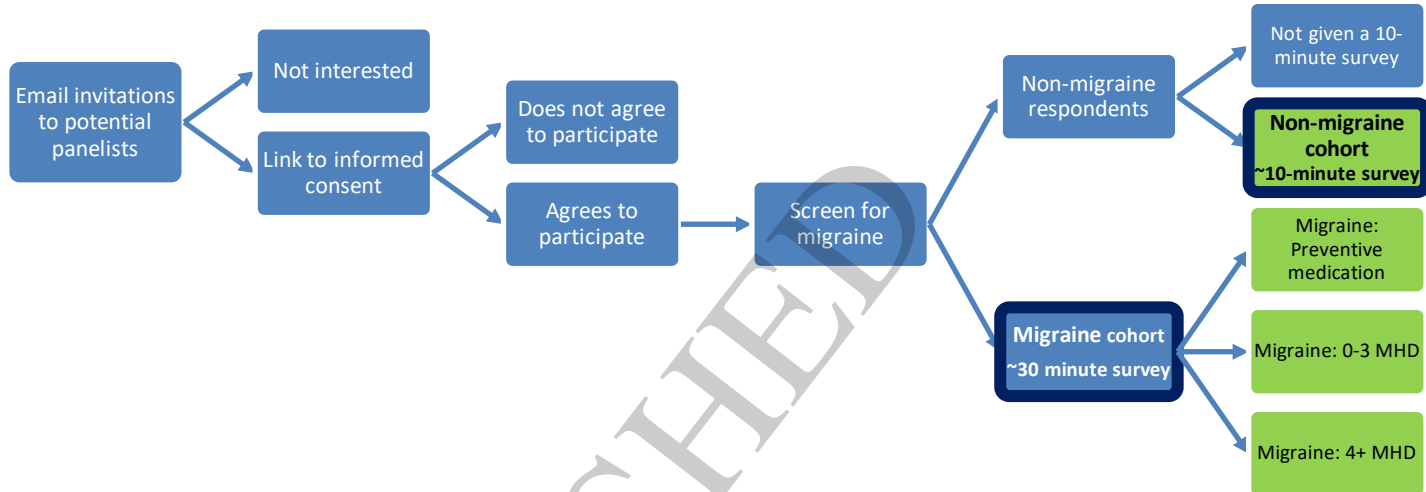 Email invitations
to potential
panelists
Not interested
Link to informed
consent
Does not agree
to participate
Agrees to
participate
Screen for
migraine
Non-migraine
respondents
Migraine cohort
~30 minute survey
Not given a 10-
minute survey
Non-migraine
cohort
~10-minute survey
Migraine:
Preventive
medication
Migraine: 0-3 MHD
Migraine: 4+ MHD
SHED